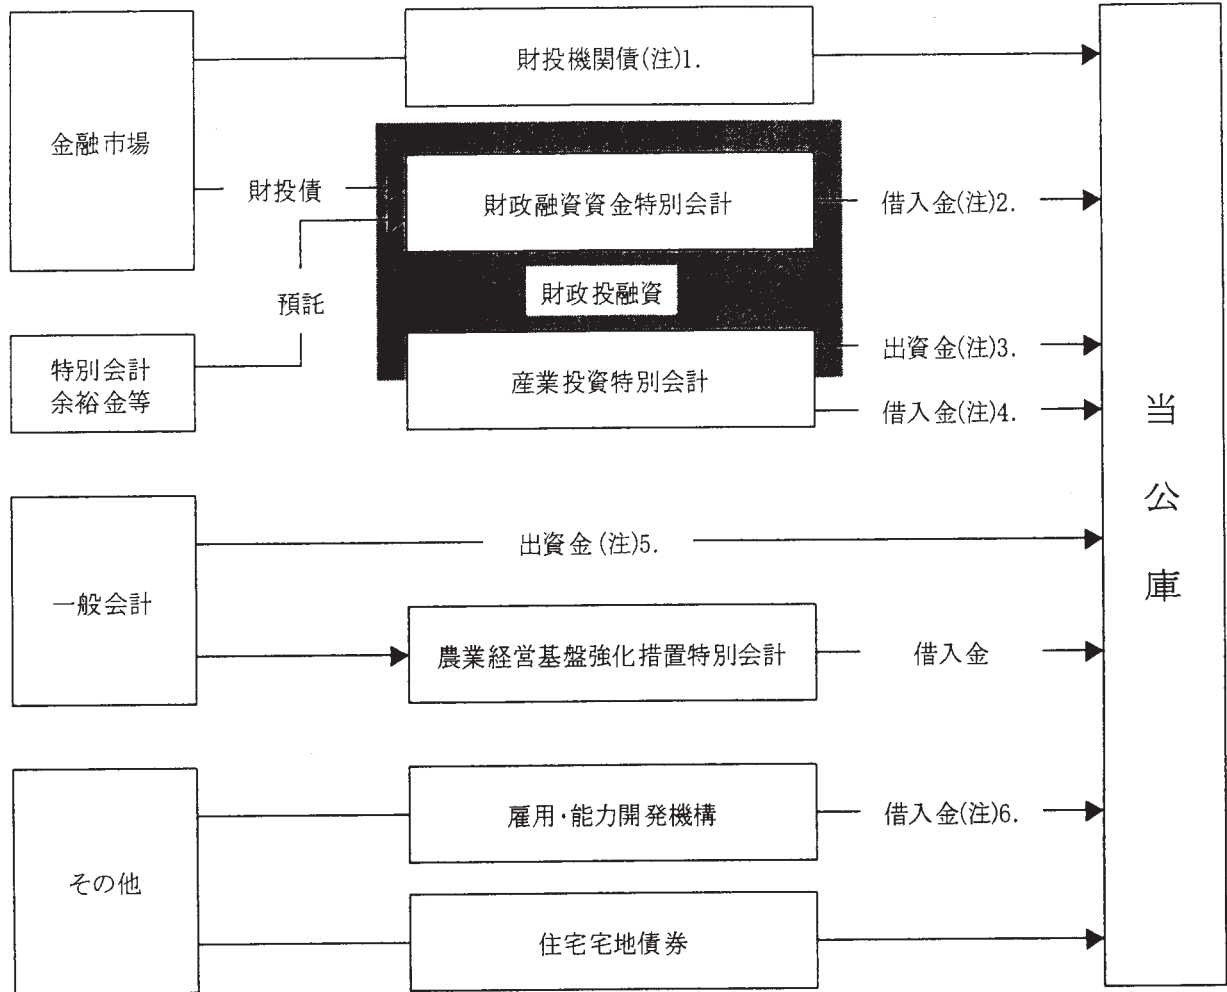 財投機関債(注)1.
金融市場
財投債
財政融資資金特別会計
借入金(注)2.
財政投融資
預託
特別会計
余裕金等
産業投資特別会計
出資金(注)3.
借入金(注)4.
当公庫
一般会計
出資金(注)5.
農業経営基盤強化措置特別会計
借入金
その他
雇用・能力開発機構
借入金(注)6.
住宅宅地債券